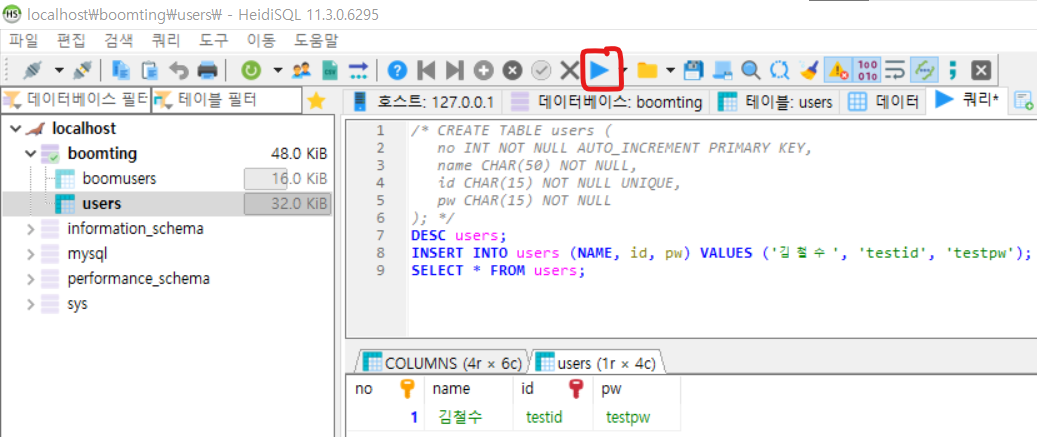 localhost\boomting\users\ - HeidiSQL 11.3.0.6295
파일 편집 검색 쿼리 도구 이동 도움말
데이터베이스 필터 테이블 필터
호스트: 127.0.0.1 데이터베이스: boomting 테이블: users 데이터 쿼리*
localhost
boomting 48.0 KiB
boomusers 16.0 KiB
users 32.0 KiB
information_schema
mysql
performance_schema
sys
1 /* CREATE TABLE users (
2 no INT NOT NULL AUTO_INCREMENT PRIMARY KEY,
3 name CHAR(50) NOT NULL,
4 id CHAR(15) NOT NULL UNIQUE,
5 pw CHAR(15) NOT NULL
6 ); */
7 DESC users;
8 INSERT INTO users (NAME, id, pw) VALUES ('김철수', 'testid', 'testpw');
9 SELECT * FROM users;
COLUMNS (4r × 6c) users (1r × 4c)
no name id pw
1 김철수 testid testpw